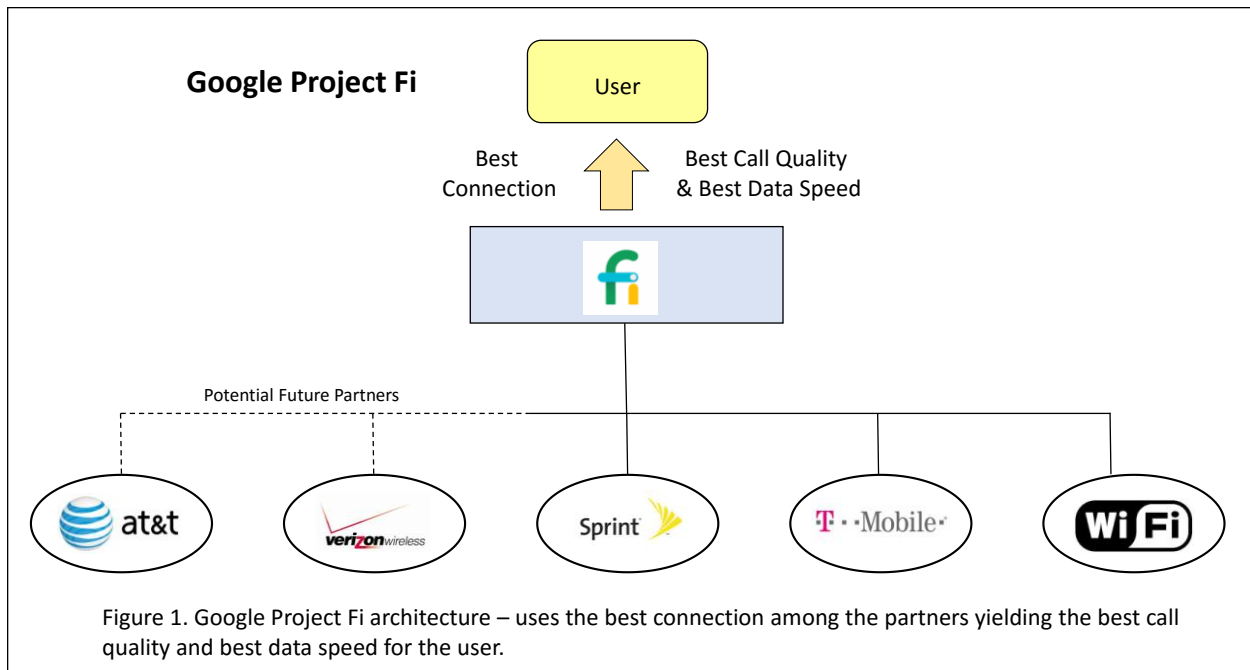 Google Project Fi
User
Best
Connection
Best Call Quality
& Best Data Speed
fi
Potential Future Partners
at&t
verizonwireless
Sprint
T··Mobile·
Wi Fi
Figure 1. Google Project Fi architecture – uses the best connection among the partners yielding the best call
quality and best data speed for the user.